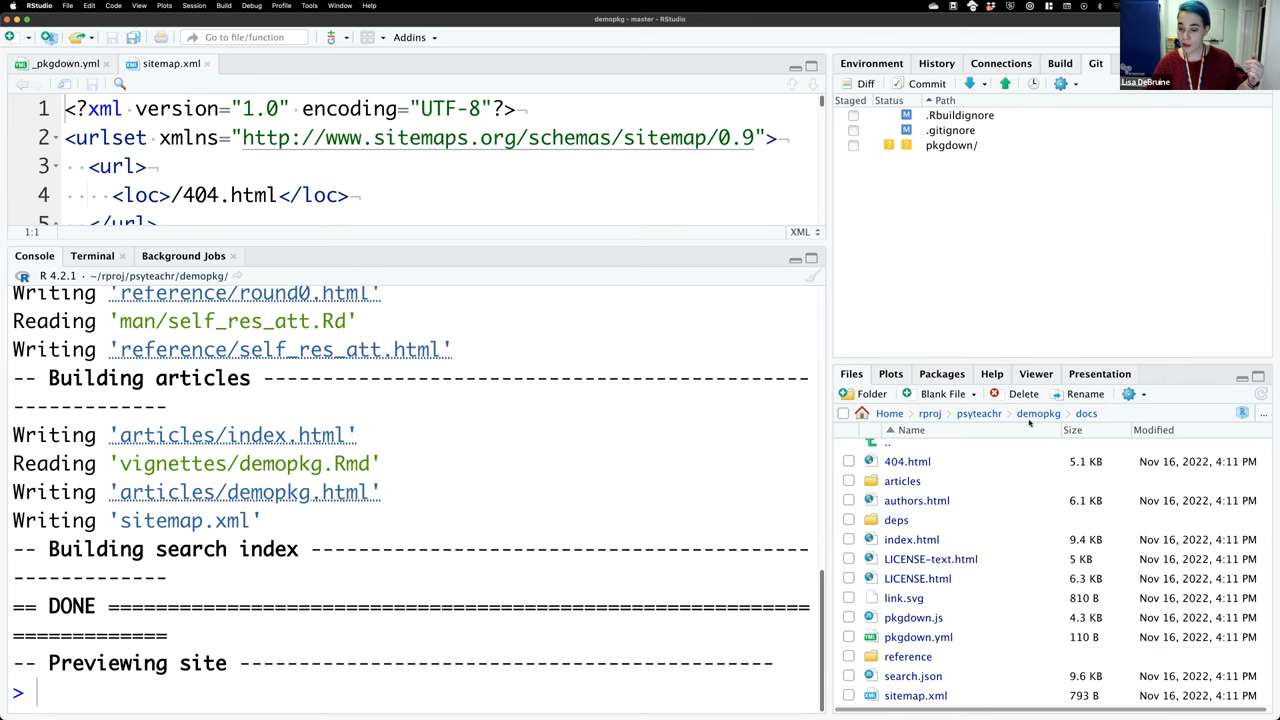 RStudio File Edit Code View Plots Session Build Debug Profile Tools Window Help
demopkg - master - RStudio
Go to file/function Addins
_pkgdown.yml sitemap.xml
1 <?xml version="1.0" encoding="UTF-8"?>
2 <urlset xmlns="http://www.sitemaps.org/schemas/sitemap/0.9">
3 <url>
4 <loc>/404.html</loc>
5 </url>
1:1 XML
Console Terminal Background Jobs
R 4.2.1 · ~/rproj/psyteachr/demopkg/
Writing 'reference/round0.html'
Reading 'man/self_res_att.Rd'
Writing 'reference/self_res_att.html'
-- Building articles ------------------------------------------------
-------------
Writing 'articles/index.html'
Reading 'vignettes/demopkg.Rmd'
Writing 'articles/demopkg.html'
Writing 'sitemap.xml'
-- Building search index --------------------------------------------
-------------
== DONE =============================================================
=============
-- Previewing site -----------------------------------------------
>
Environment History Connections Build Git
Diff Commit
Staged Status Path
M .Rbuildignore
M .gitignore
? ? pkgdown/
Lisa DeBruine
Files Plots Packages Help Viewer Presentation
Folder Blank File Delete Rename
Home rproj psyteachr demopkg docs ...
Name Size Modified
..
404.html 5.1 KB Nov 16, 2022, 4:11 PM
articles
authors.html 6.1 KB Nov 16, 2022, 4:11 PM
deps
index.html 9.4 KB Nov 16, 2022, 4:11 PM
LICENSE-text.html 5 KB Nov 16, 2022, 4:11 PM
LICENSE.html 6.3 KB Nov 16, 2022, 4:11 PM
link.svg 810 B Nov 16, 2022, 4:11 PM
pkgdown.js 4.3 KB Nov 16, 2022, 4:11 PM
pkgdown.yml 110 B Nov 16, 2022, 4:11 PM
reference
search.json 9.6 KB Nov 16, 2022, 4:11 PM
sitemap.xml 793 B Nov 16, 2022, 4:11 PM